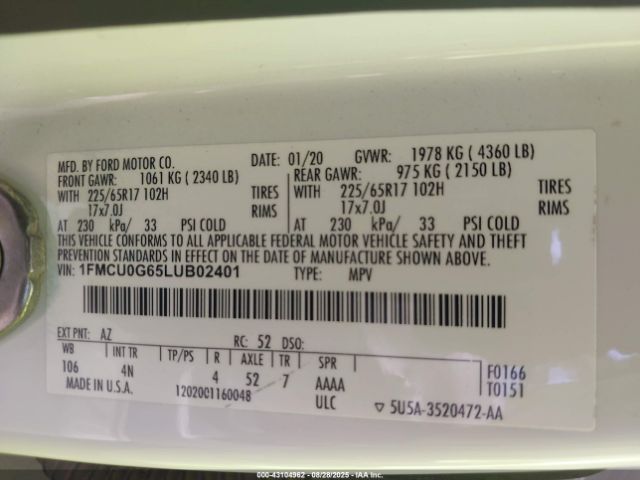 MFD. BY FORD MOTOR CO. DATE: 01/20 GVWR: 1978 KG ( 4360 LB)
FRONT GAWR: 1061 KG ( 2340 LB) REAR GAWR: 975 KG ( 2150 LB)
WITH 225/65R17 102H TIRES WITH 225/65R17 102H TIRES
17x7.0J RIMS 17x7.0J RIMS
AT 230 kPa/ 33 PSI COLD AT 230 kPa/ 33 PSI COLD
THIS VEHICLE CONFORMS TO ALL APPLICABLE FEDERAL MOTOR VEHICLE SAFETY AND THEFT
PREVENTION STANDARDS IN EFFECT ON THE DATE OF MANUFACTURE SHOWN ABOVE.
VIN: 1FMCU0G65LUB02401 TYPE: MPV
EXT PNT: AZ RC: 52 DSO:
WB INT TR TP/PS R AXLE TR SPR
106 4N 4 52 7 AAAA F0166
MADE IN U.S.A. 1202001160048 ULC T0151
▽ 5U5A-3520472-AA
000-43104962 - 08/28/2025 - IAAI, Inc.